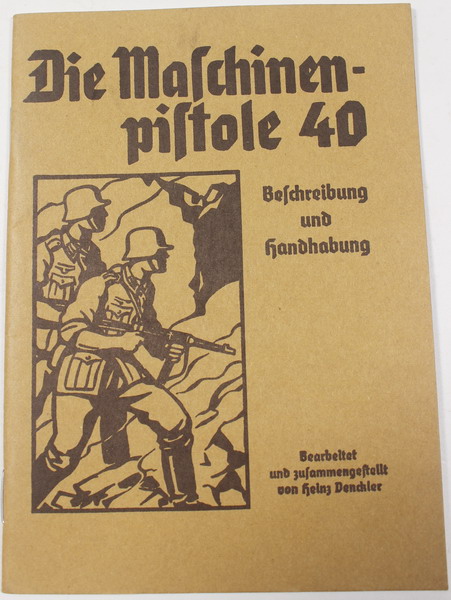 Die Maſchinen-
piſtole 40
Beſchreibung
und
Handhabung
Bearbeitet
und zuſammengeſtellt
von Heinz Denckler